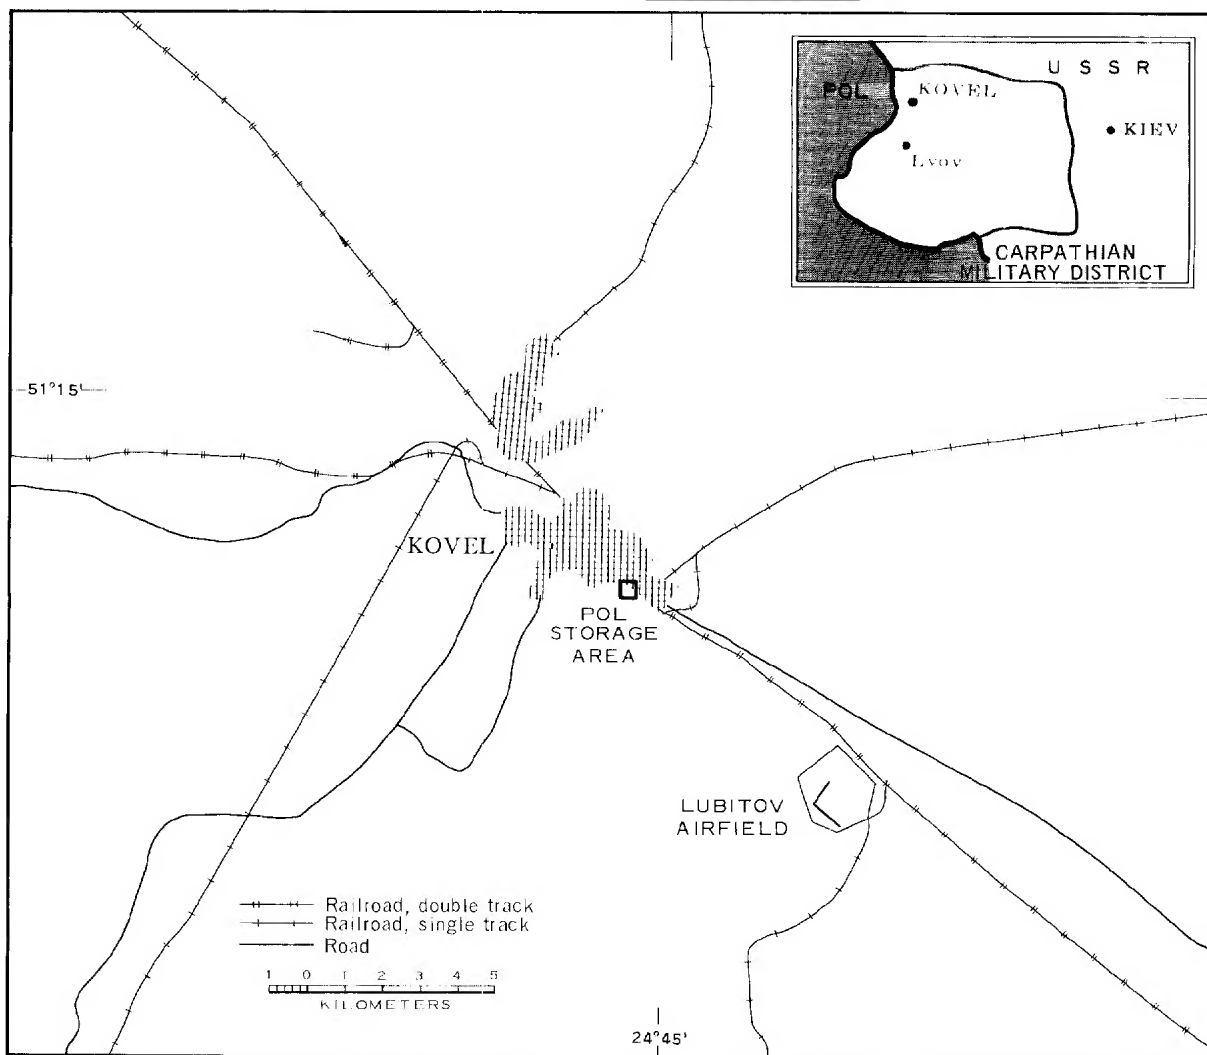 USSR
POL
KOVEL
KIEV
Lvov
CARPATHIAN
MILITARY DISTRICT
51°15'
KOVEL
POL
STORAGE
AREA
LUBITOV
AIRFIELD
Railroad, double track
Railroad, single track
Road
1 0 1 2 3 4 5
KILOMETERS
24°45'